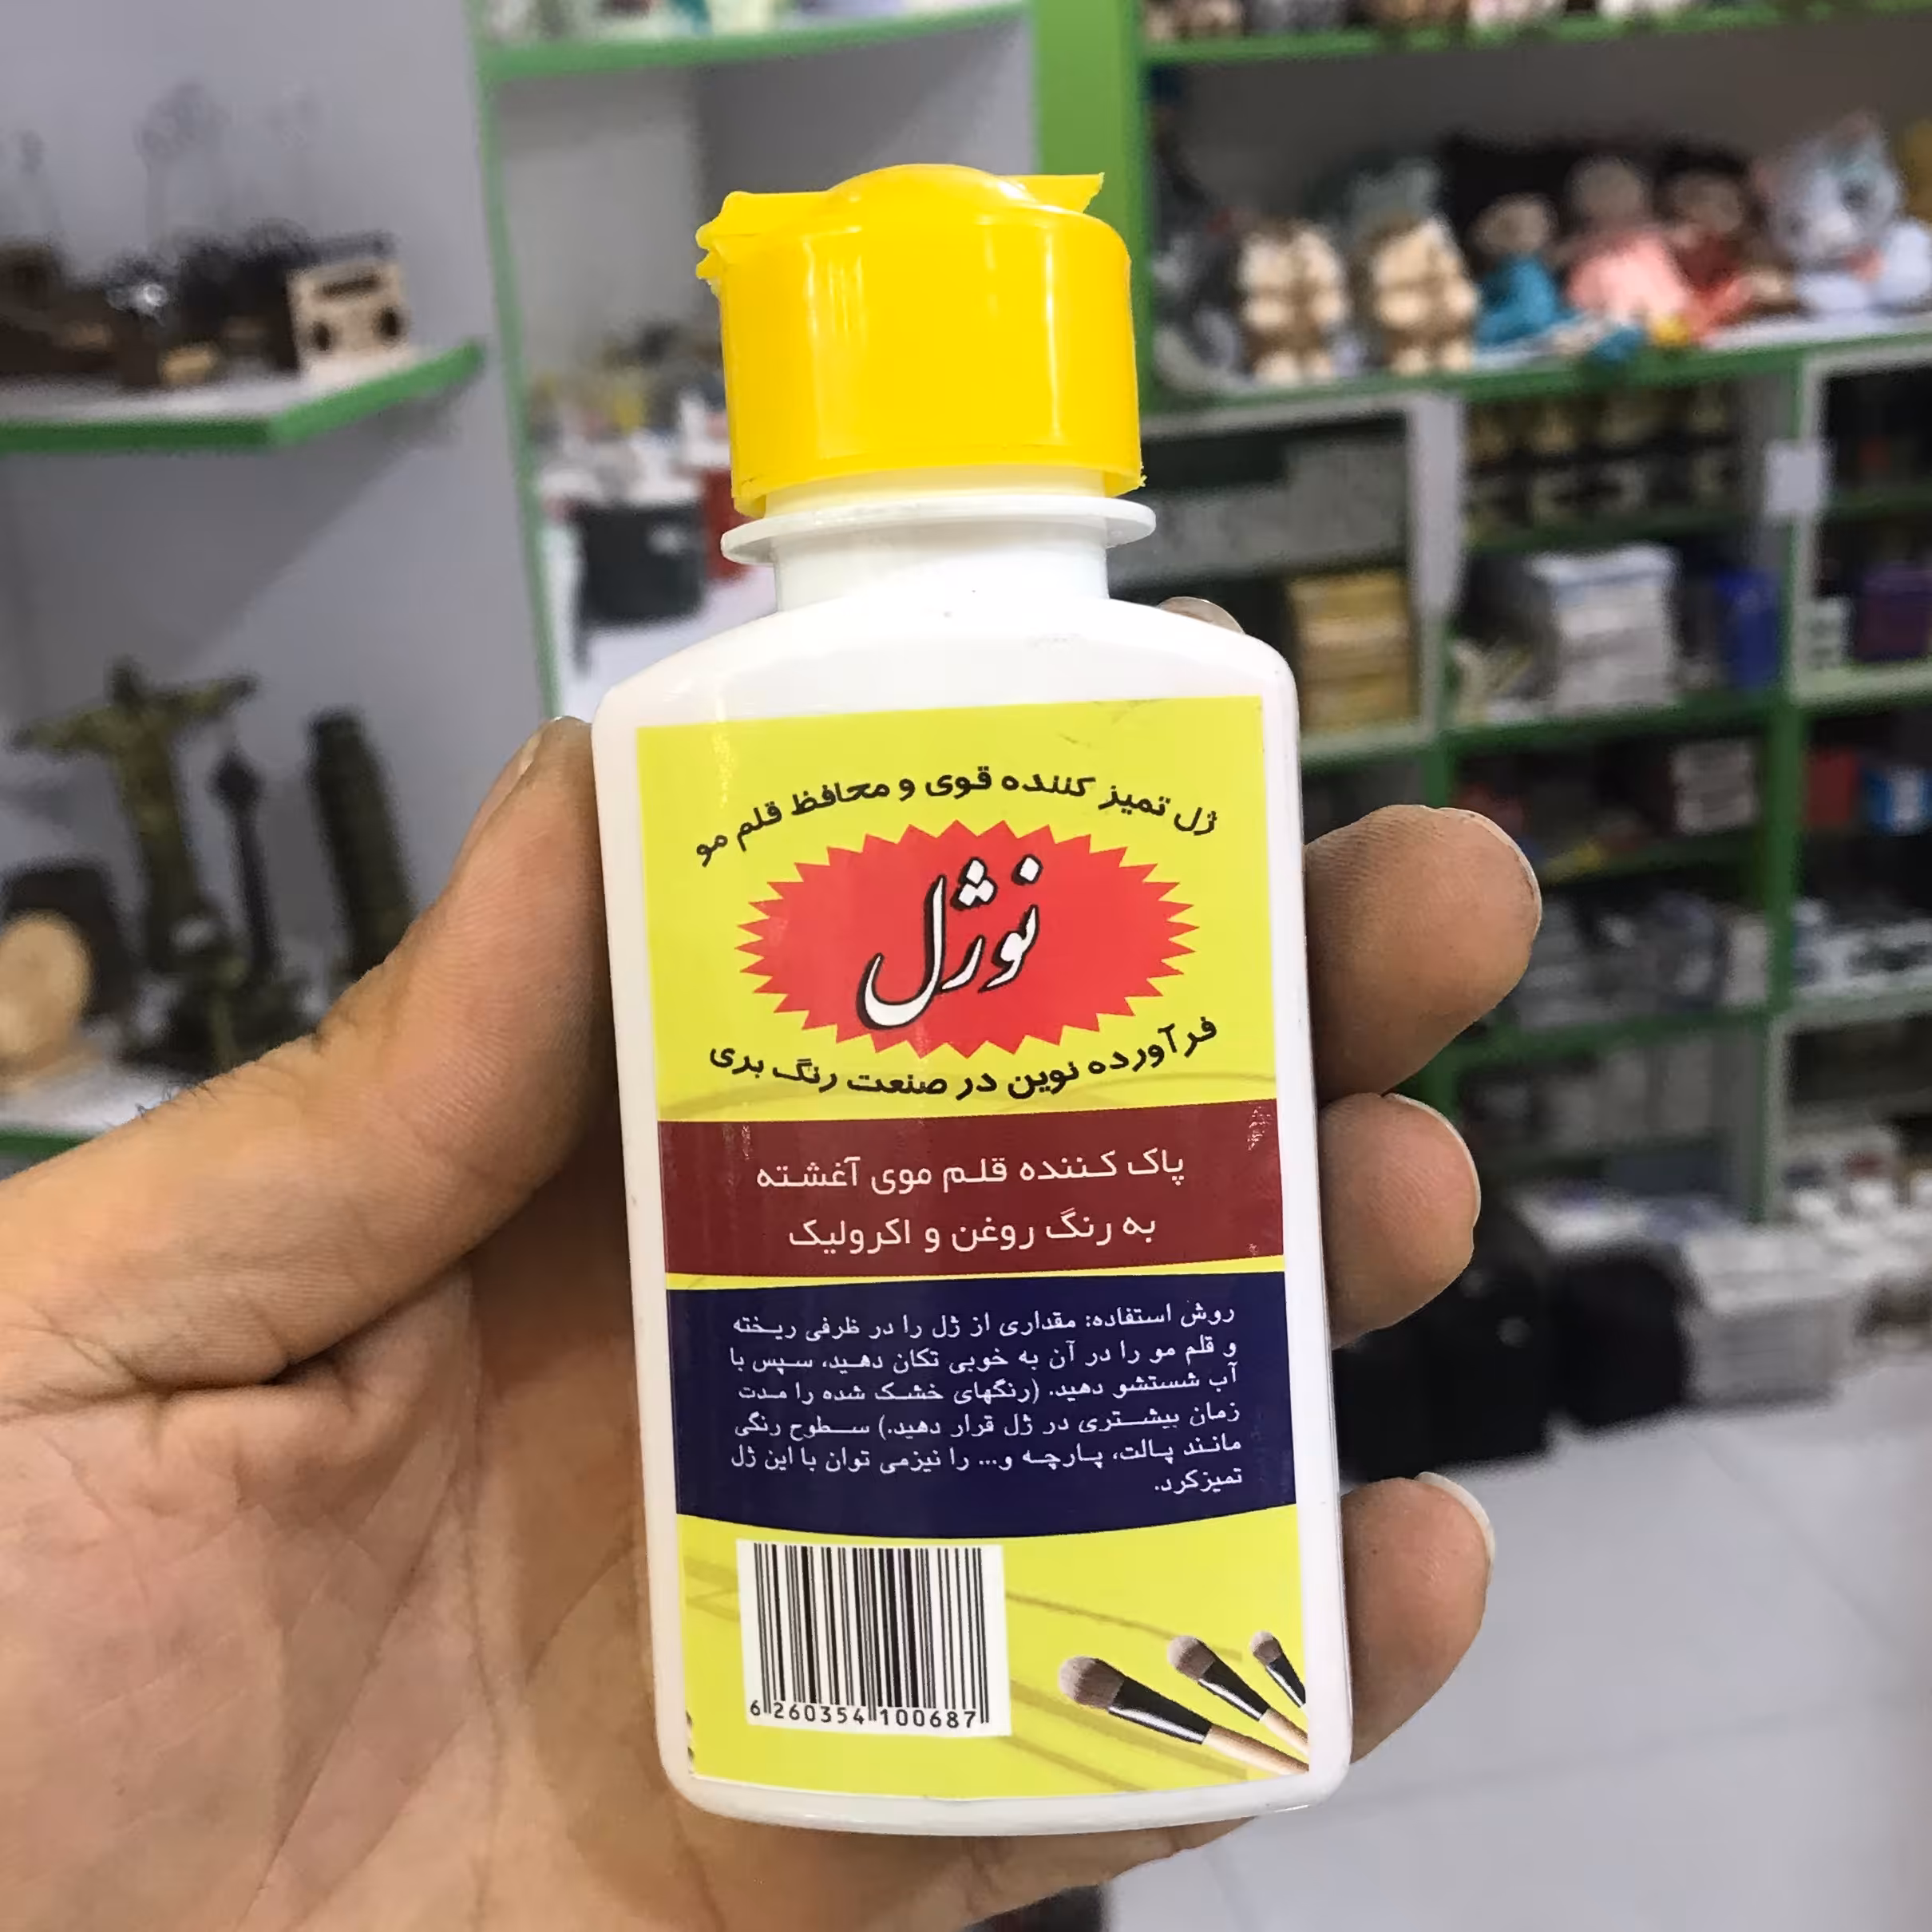 ژل تمیز کننده قوی و محافظ قلم مو
نوژل
فرآورده نوین در صنعت رنگ بری
پاک کننده قلم موی آغشته
به رنگ روغن و اکرولیک
روش استفاده: مقداری از ژل را در ظرفی ریخته
و قلم مو را در آن به خوبی تکان دهید، سپس با
آب شستشو دهید. (رنگهای خشک شده را مدت
زمان بیشتری در ژل قرار دهید.) سطوح رنگی
مانند پالت، پارچه و... را نیزمی توان با این ژل
تمیزکرد.
6 260354 100687